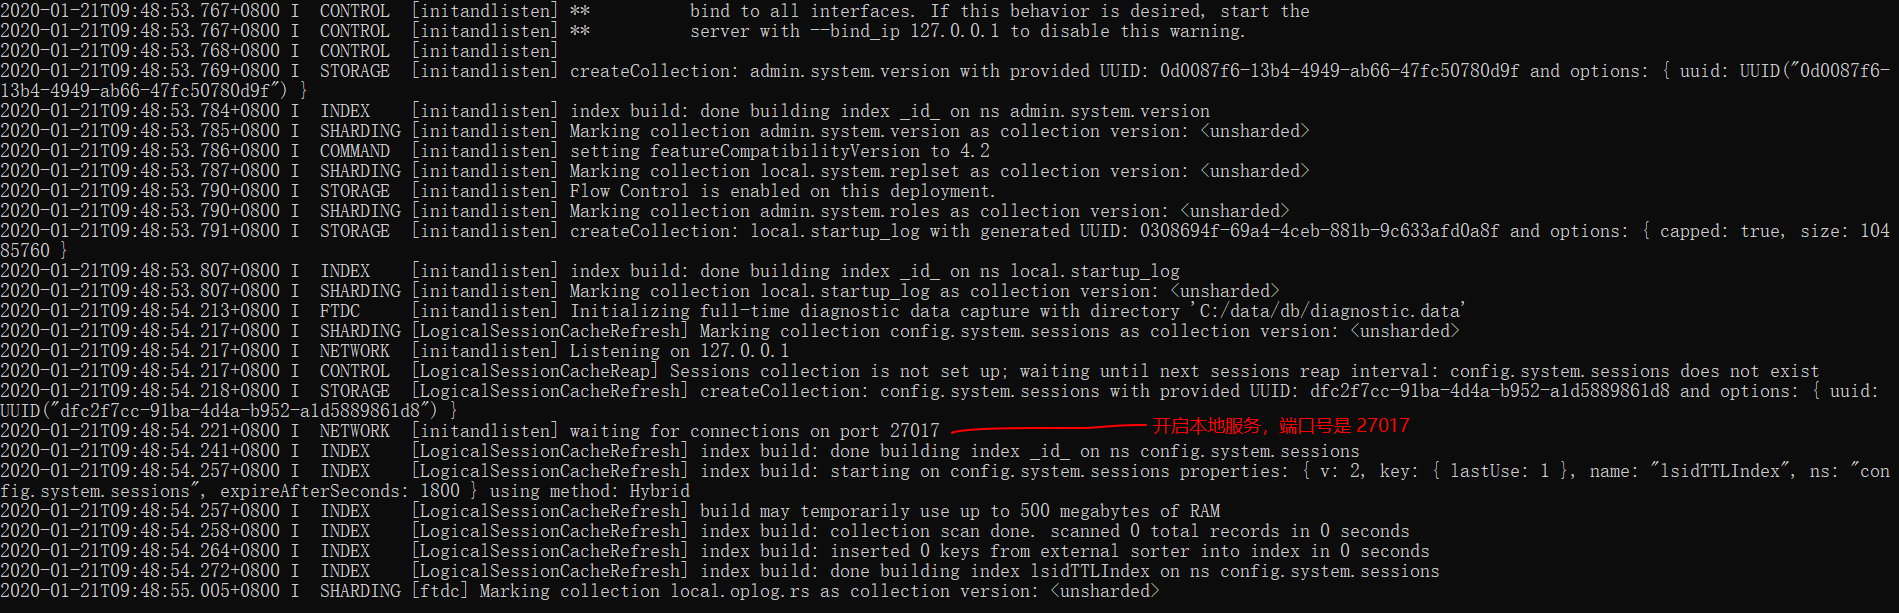 2020-01-21T09:48:53.767+0800 I  CONTROL  [initandlisten] **          bind to all interfaces. If this behavior is desired, start the
2020-01-21T09:48:53.767+0800 I  CONTROL  [initandlisten] **          server with --bind_ip 127.0.0.1 to disable this warning.
2020-01-21T09:48:53.768+0800 I  CONTROL  [initandlisten]
2020-01-21T09:48:53.769+0800 I  STORAGE  [initandlisten] createCollection: admin.system.version with provided UUID: 0d0087f6-13b4-4949-ab66-47fc50780d9f and options: { uuid: UUID("0d0087f6-
13b4-4949-ab66-47fc50780d9f") }
2020-01-21T09:48:53.784+0800 I  INDEX    [initandlisten] index build: done building index _id_ on ns admin.system.version
2020-01-21T09:48:53.785+0800 I  SHARDING [initandlisten] Marking collection admin.system.version as collection version: <unsharded>
2020-01-21T09:48:53.786+0800 I  COMMAND  [initandlisten] setting featureCompatibilityVersion to 4.2
2020-01-21T09:48:53.787+0800 I  SHARDING [initandlisten] Marking collection local.system.replset as collection version: <unsharded>
2020-01-21T09:48:53.790+0800 I  STORAGE  [initandlisten] Flow Control is enabled on this deployment.
2020-01-21T09:48:53.790+0800 I  SHARDING [initandlisten] Marking collection admin.system.roles as collection version: <unsharded>
2020-01-21T09:48:53.791+0800 I  STORAGE  [initandlisten] createCollection: local.startup_log with generated UUID: 0308694f-69a4-4ceb-881b-9c633afd0a8f and options: { capped: true, size: 104
85760 }
2020-01-21T09:48:53.807+0800 I  INDEX    [initandlisten] index build: done building index _id_ on ns local.startup_log
2020-01-21T09:48:53.807+0800 I  SHARDING [initandlisten] Marking collection local.startup_log as collection version: <unsharded>
2020-01-21T09:48:54.213+0800 I  FTDC     [initandlisten] Initializing full-time diagnostic data capture with directory 'C:/data/db/diagnostic.data'
2020-01-21T09:48:54.217+0800 I  SHARDING [LogicalSessionCacheRefresh] Marking collection config.system.sessions as collection version: <unsharded>
2020-01-21T09:48:54.217+0800 I  NETWORK  [initandlisten] Listening on 127.0.0.1
2020-01-21T09:48:54.217+0800 I  CONTROL  [LogicalSessionCacheReap] Sessions collection is not set up; waiting until next sessions reap interval: config.system.sessions does not exist
2020-01-21T09:48:54.218+0800 I  STORAGE  [LogicalSessionCacheRefresh] createCollection: config.system.sessions with provided UUID: dfc2f7cc-91ba-4d4a-b952-a1d5889861d8 and options: { uuid:
UUID("dfc2f7cc-91ba-4d4a-b952-a1d5889861d8") }
2020-01-21T09:48:54.221+0800 I  NETWORK  [initandlisten] waiting for connections on port 27017 开启本地服务，端口号是 27017
2020-01-21T09:48:54.241+0800 I  INDEX    [LogicalSessionCacheRefresh] index build: done building index _id_ on ns config.system.sessions
2020-01-21T09:48:54.257+0800 I  INDEX    [LogicalSessionCacheRefresh] index build: starting on config.system.sessions properties: { v: 2, key: { lastUse: 1 }, name: "lsidTTLIndex", ns: "con
fig.system.sessions", expireAfterSeconds: 1800 } using method: Hybrid
2020-01-21T09:48:54.257+0800 I  INDEX    [LogicalSessionCacheRefresh] build may temporarily use up to 500 megabytes of RAM
2020-01-21T09:48:54.258+0800 I  INDEX    [LogicalSessionCacheRefresh] index build: collection scan done. scanned 0 total records in 0 seconds
2020-01-21T09:48:54.264+0800 I  INDEX    [LogicalSessionCacheRefresh] index build: inserted 0 keys from external sorter into index in 0 seconds
2020-01-21T09:48:54.272+0800 I  INDEX    [LogicalSessionCacheRefresh] index build: done building index lsidTTLIndex on ns config.system.sessions
2020-01-21T09:48:55.005+0800 I  SHARDING [ftdc] Marking collection local.oplog.rs as collection version: <unsharded>